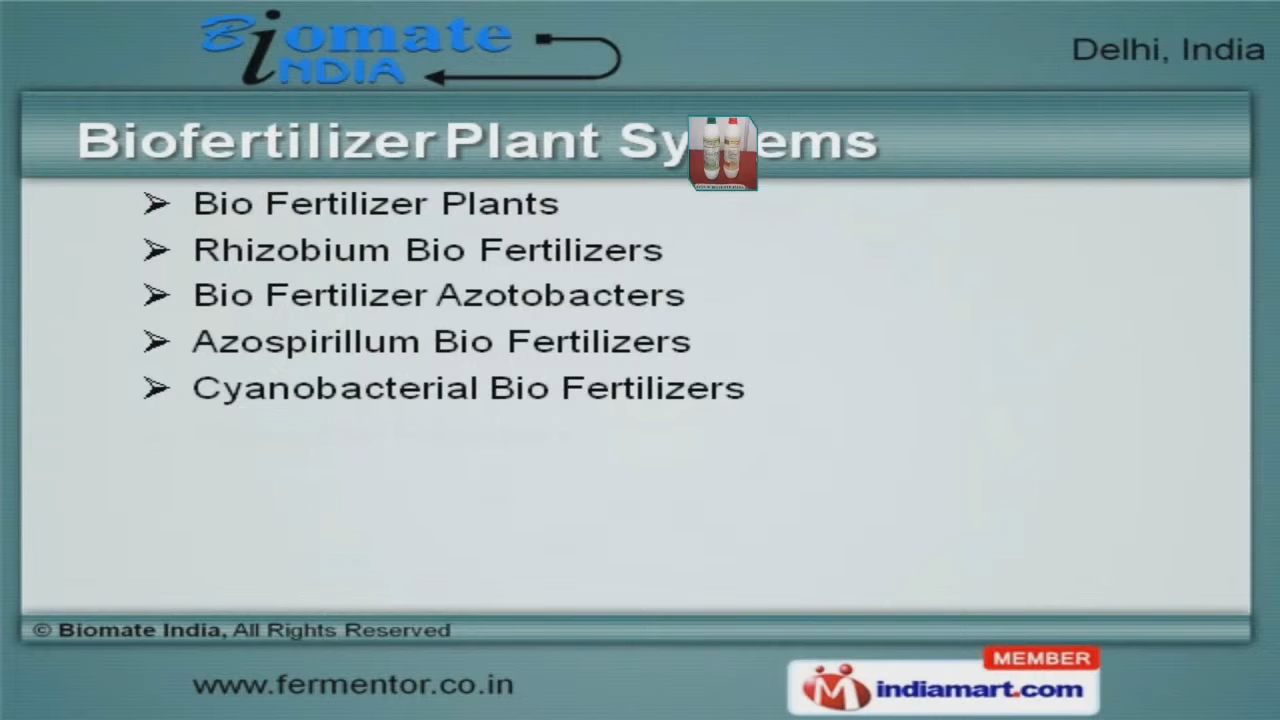 Biomate
INDIA
Delhi, India
Biofertilizer Plant Sy ems
➢ Bio Fertilizer Plants
➢ Rhizobium Bio Fertilizers
➢ Bio Fertilizer Azotobacters
➢ Azospirillum Bio Fertilizers
➢ Cyanobacterial Bio Fertilizers
© Biomate India, All Rights Reserved
www.fermentor.co.in
MEMBER
indiamart.com